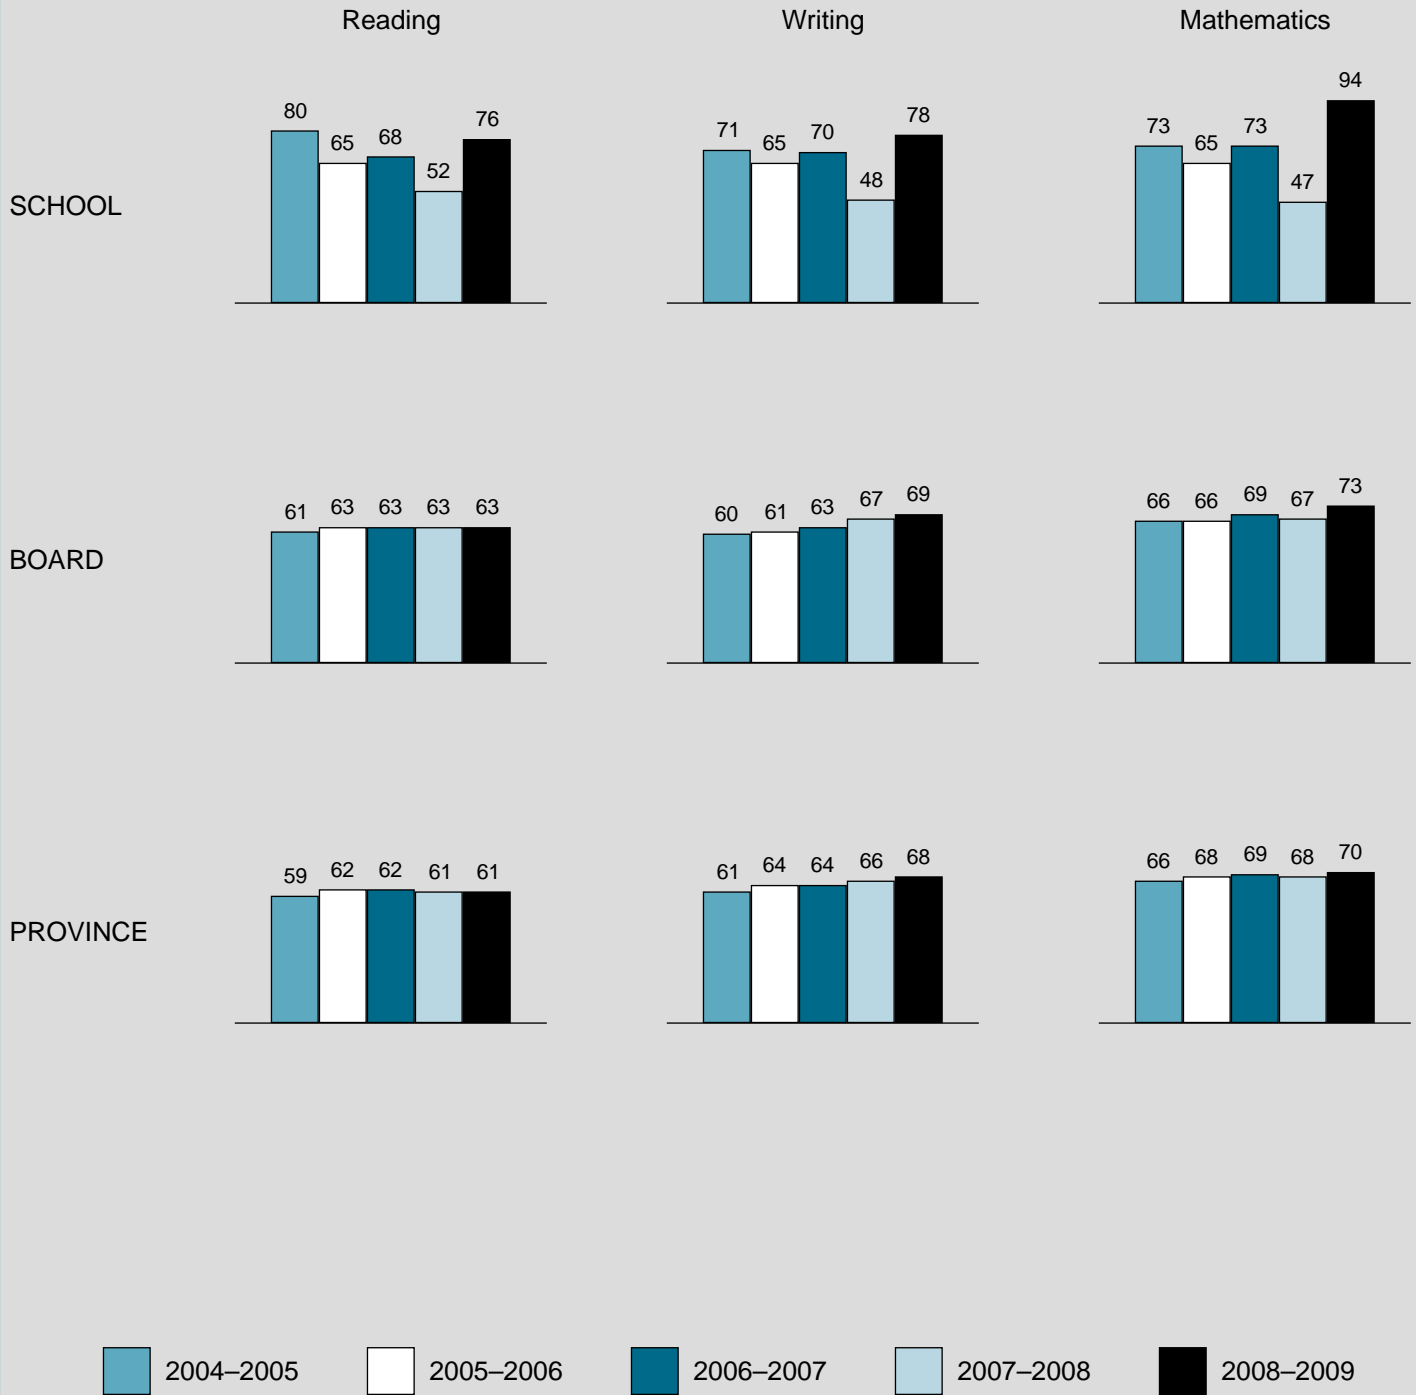 Reading Writing Mathematics
SCHOOL
80 65 68 52 76
71 65 70 48 78
73 65 73 47 94
BOARD
61 63 63 63 63
60 61 63 67 69
66 66 69 67 73
PROVINCE
59 62 62 61 61
61 64 64 66 68
66 68 69 68 70
2004–2005 2005–2006 2006–2007 2007–2008 2008–2009